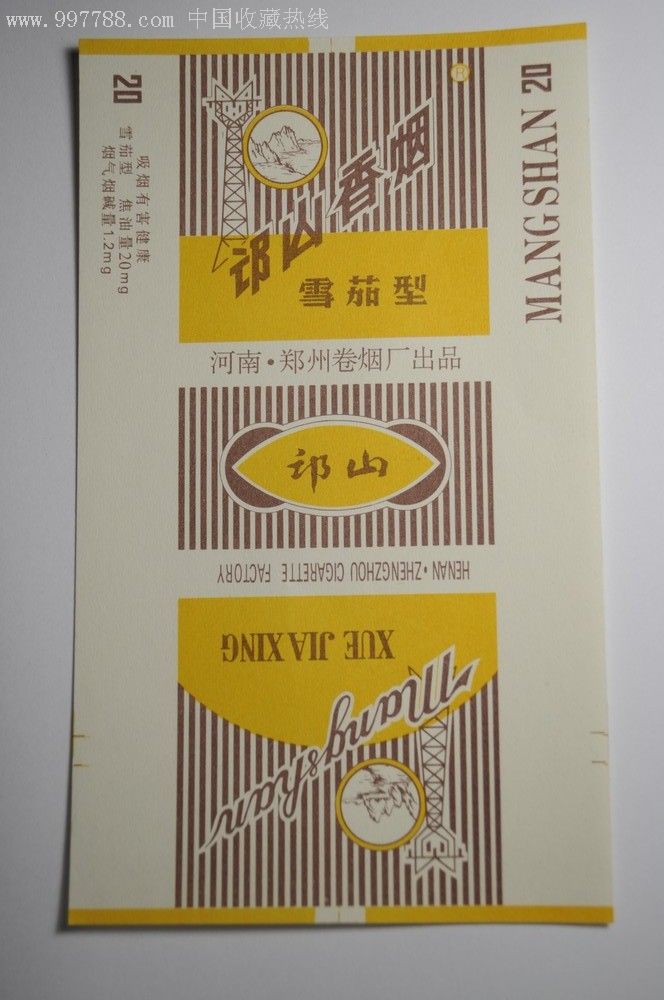 www.997788.com 中国收藏热线
20
吸烟有害健康
雪茄型 焦油量20mg
烟气烟碱量1.2mg
R
邙山香烟
雪茄型
MANGSHAN 20
河南·郑州卷烟厂出品
邙山
HENAN·ZHENGZHOU CIGARETTE FACTORY
XUE JIA XING
Mangshan